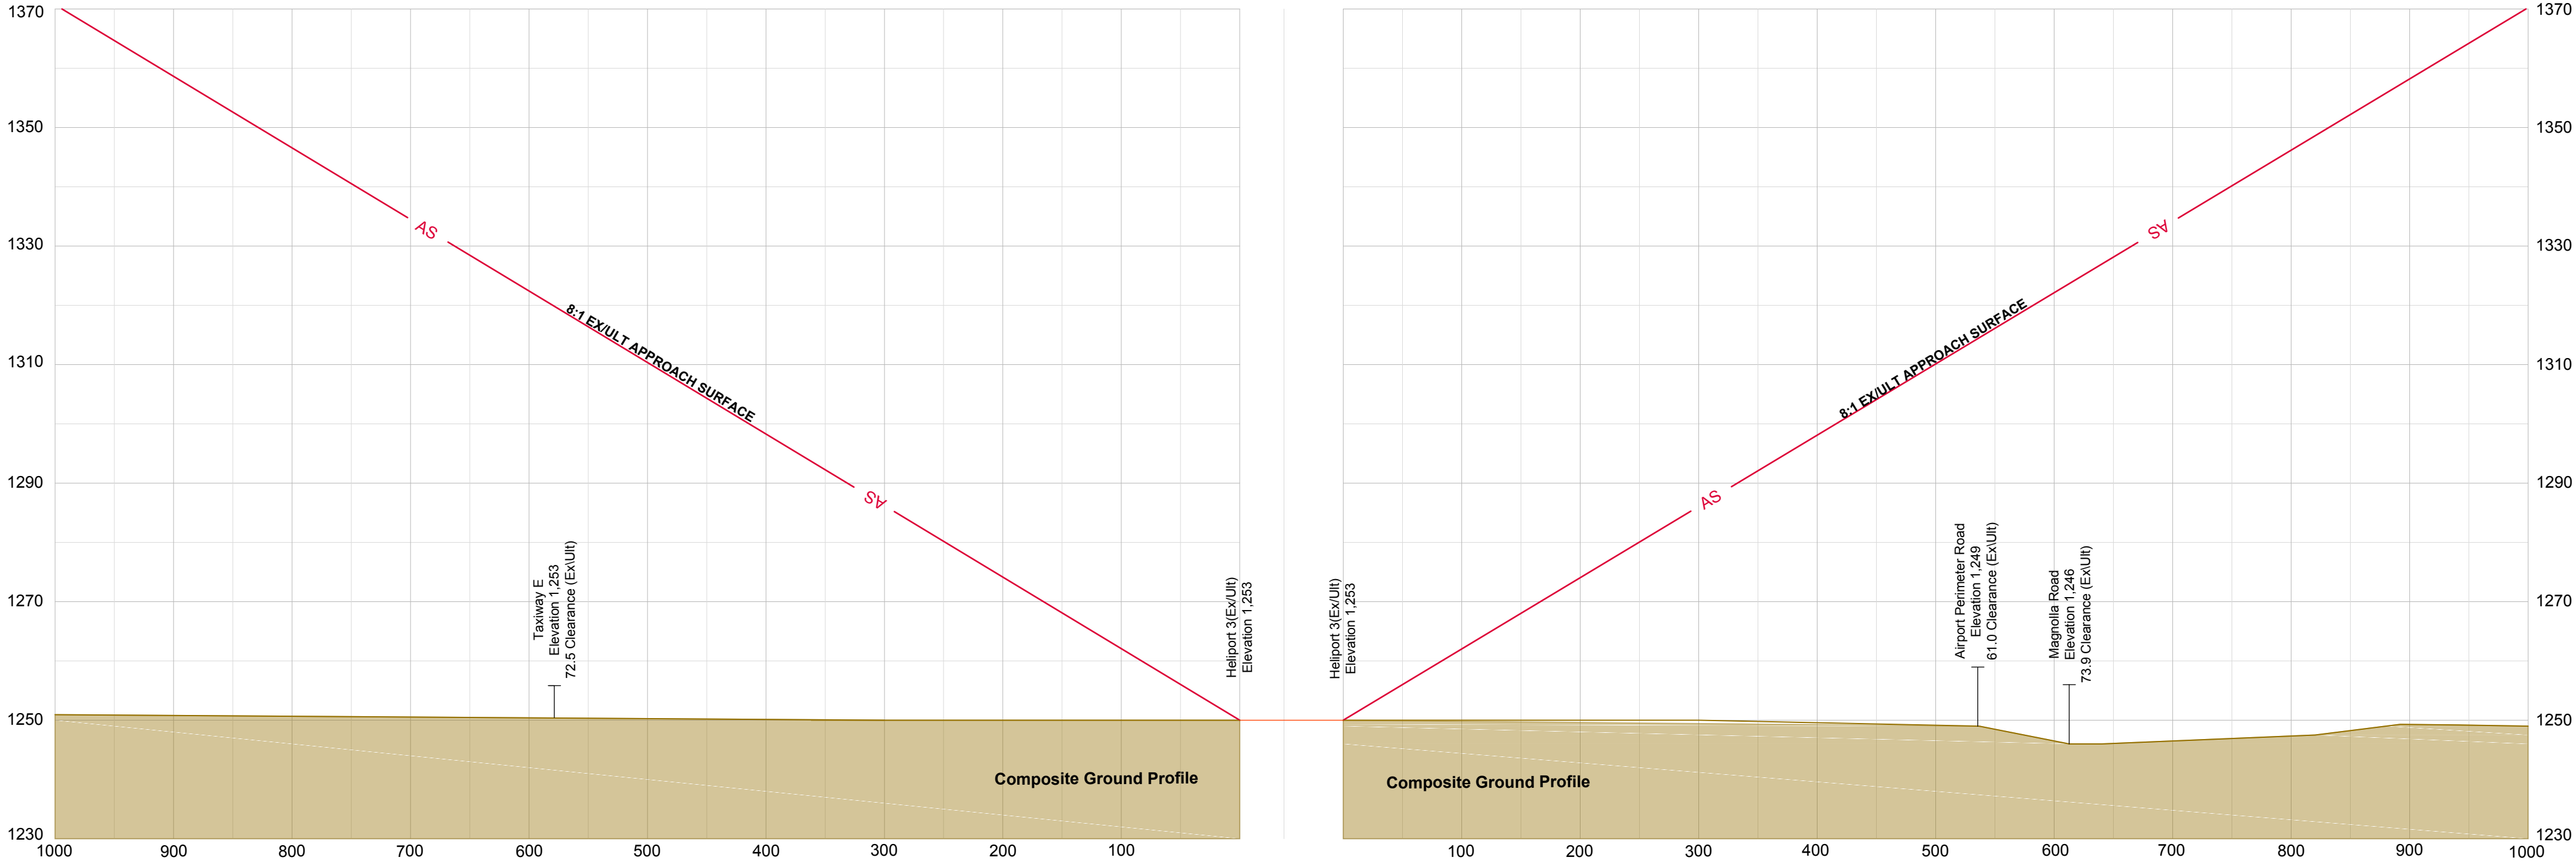 1370
1350
1330
1310
1290
1270
1250
1230
1000 900 800 700 600 500 400 300 200 100
AS
8:1 EX/ULT APPROACH SURFACE
AS
Taxiway E
Elevation 1,253
72.5 Clearance (Ex\Ult)
Heliport 3(Ex/Ult)
Elevation 1,253
Composite Ground Profile
Heliport 3(Ex/Ult)
Elevation 1,253
AS
8:1 EX/ULT APPROACH SURFACE
AS
Airport Perimeter Road
Elevation 1,249
61.0 Clearance (Ex\Ult)
Magnolla Road
Elevation 1,246
73.9 Clearance (Ex\Ult)
Composite Ground Profile
100 200 300 400 500 600 700 800 900 1000
1370
1350
1330
1310
1290
1270
1250
1230